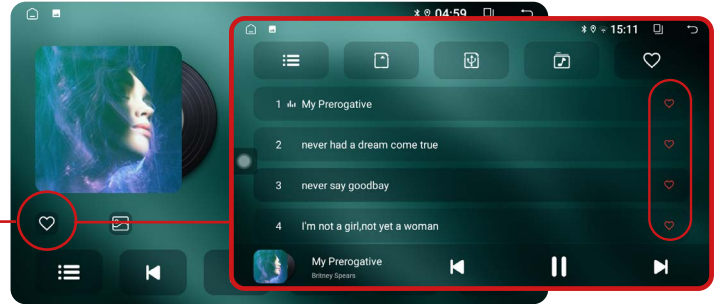 04:59
15:11
1 My Prerogative
2 never had a dream come true
3 never say goodbay
4 I'm not a girl,not yet a woman
My Prerogative
Britney Spears